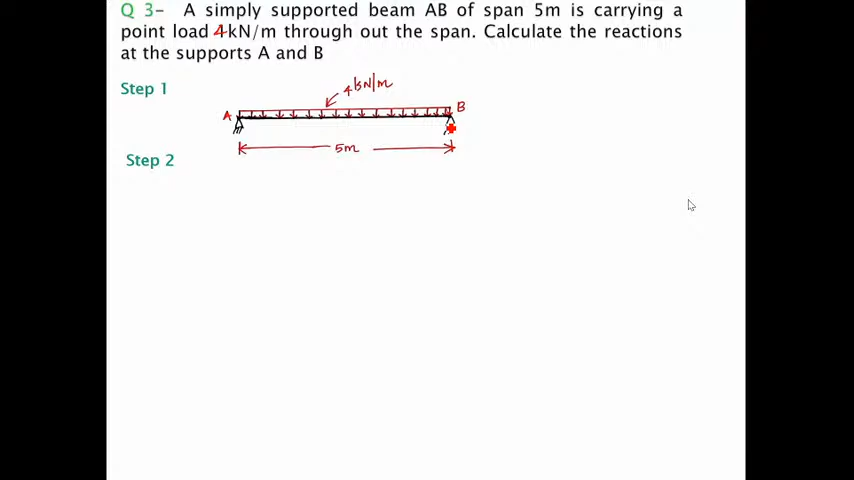 Q 3- A simply supported beam AB of span 5m is carrying a
point load 4kN/m through out the span. Calculate the reactions
at the supports A and B
Step 1
4kN/m
A
B
5m
Step 2